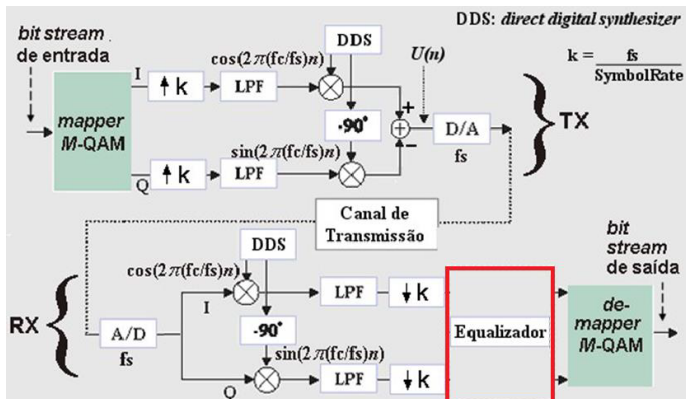 DDS: direct digital synthesizer
bit stream
de entrada
cos(2π(fc/fs)n)
DDS
U(n)
k = fs
SymbolRate
I
↑k
LPF
+
mapper
M-QAM
-90°
D/A
fs
TX
sin(2π(fc/fs)n)
−
Q
↑k
LPF
Canal de
Transmissão
bit
stream
de saída
DDS
cos(2π(fc/fs)n)
RX
A/D
fs
I
LPF
↓k
-90°
Equalizador
de-
mapper
M-QAM
sin(2π(fc/fs)n)
Q
LPF
↓k